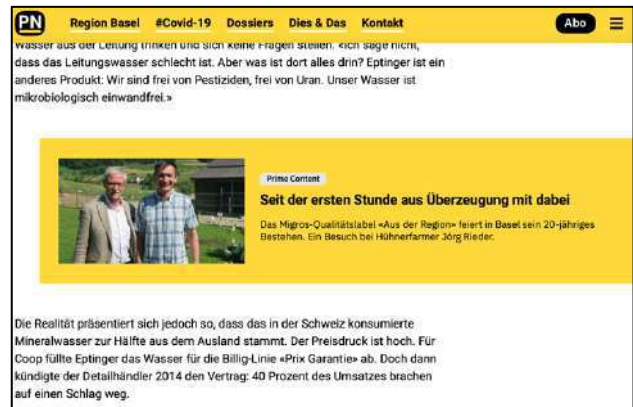 PN Region Basel #Covid-19 Dossiers Dies & Das Kontakt Abo
Wasser aus der Leitung trinken und sich keine Fragen stellen. «Ich sage nicht,
dass das Leitungswasser schlecht ist. Aber was ist dort alles drin? Eptinger ist ein
anderes Produkt: Wir sind frei von Pestiziden, frei von Uran. Unser Wasser ist
mikrobiologisch einwandfrei.»
Prime Content
Seit der ersten Stunde aus Überzeugung mit dabei
Das Migros-Qualitätslabel «Aus der Region» feiert in Basel sein 20-jähriges
Bestehen. Ein Besuch bei Hühnerfarmer Jörg Rieder.
Die Realität präsentiert sich jedoch so, dass das in der Schweiz konsumierte
Mineralwasser zur Hälfte aus dem Ausland stammt. Der Preisdruck ist hoch. Für
Coop füllte Eptinger das Wasser für die Billig-Linie «Prix Garantie» ab. Doch dann
kündigte der Detailhändler 2014 den Vertrag: 40 Prozent des Umsatzes brachen
auf einen Schlag weg.